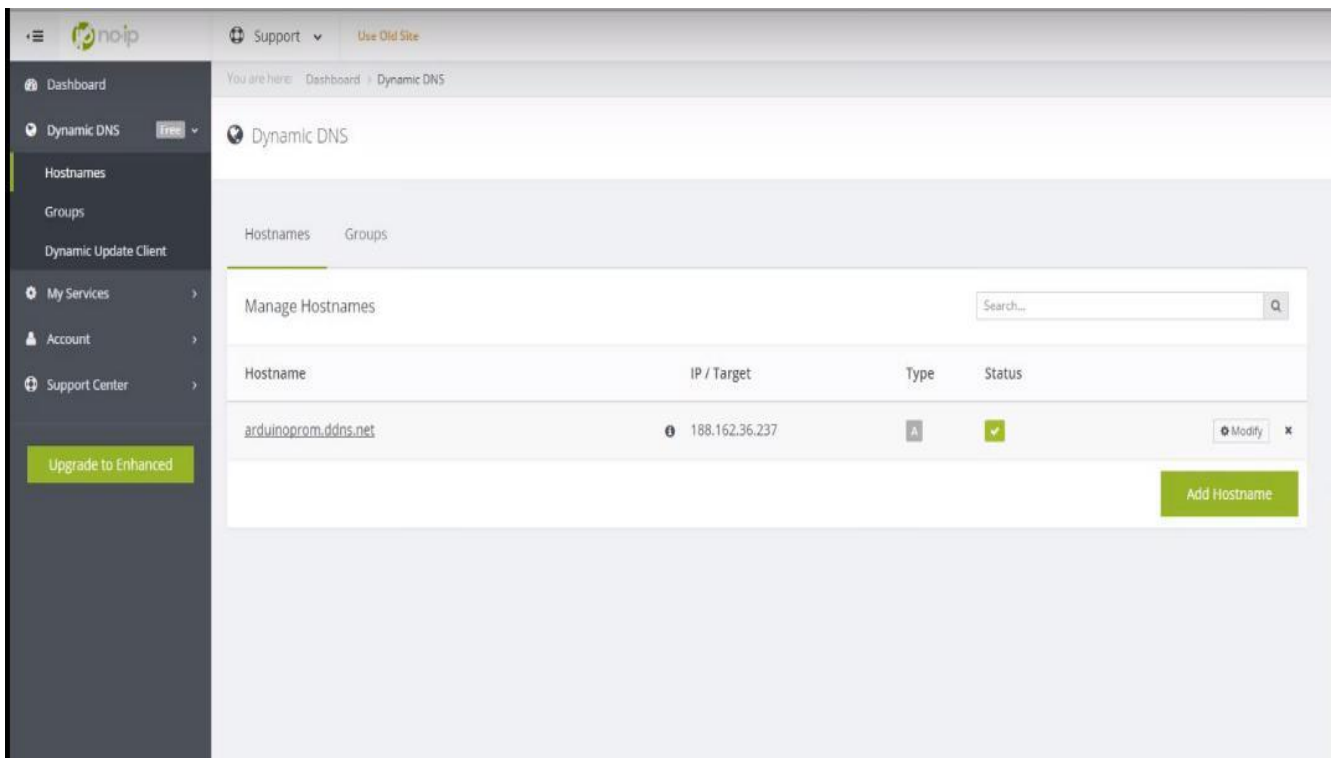 noip
Support
Use Old Site
Dashboard
You are here: Dashboard Dynamic DNS
Dynamic DNS
Free
Dynamic DNS
Hostnames
Groups
Dynamic Update Client
Hostnames
Groups
My Services
Manage Hostnames
Search...
Account
Support Center
Hostname
IP / Target
Type
Status
arduinoprom.ddns.net
188.162.36.237
A
Modify
Upgrade to Enhanced
Add Hostname